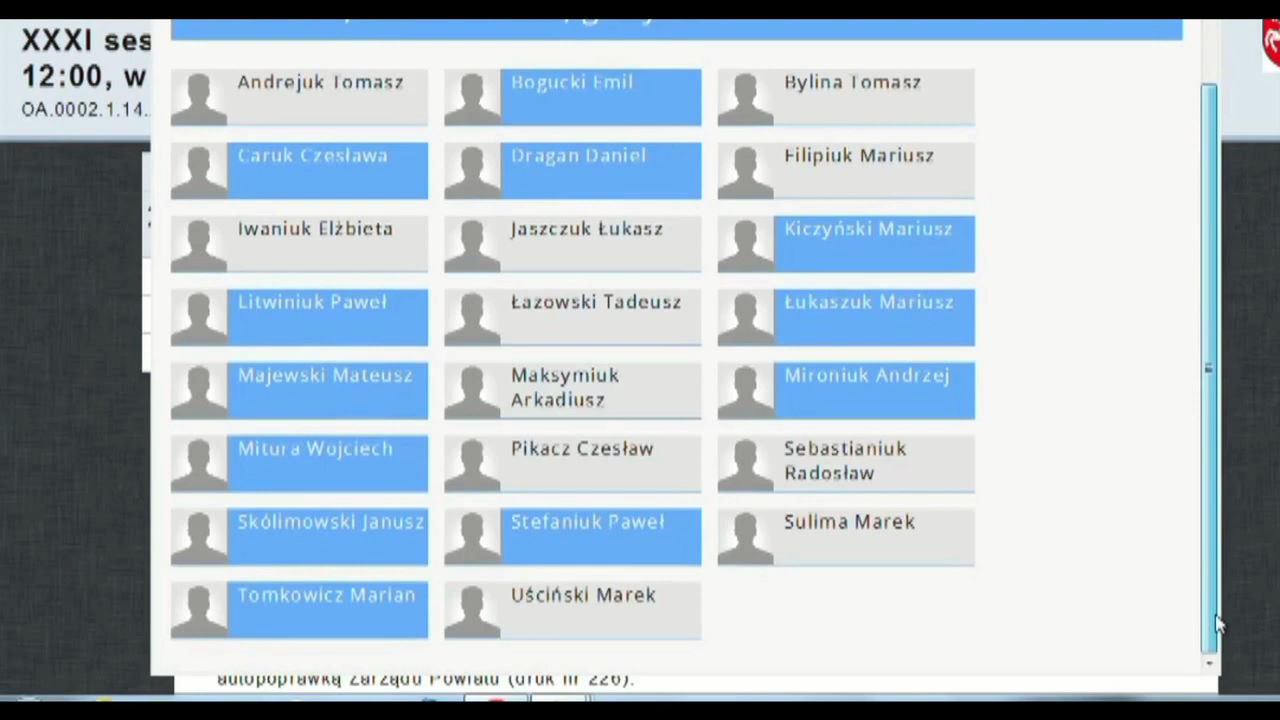 XXXI ses
12:00, w
OA.0002.1.14.
Andrejuk Tomasz
Bogucki Emil
Bylina Tomasz
Caruk Czesława
Dragan Daniel
Filipiuk Mariusz
Iwaniuk Elżbieta
Jaszczuk Łukasz
Kiczyński Mariusz
Litwiniuk Paweł
Łazowski Tadeusz
Łukaszuk Mariusz
Majewski Mateusz
Maksymiuk
Arkadiusz
Mironiuk Andrzej
Mitura Wojciech
Pikacz Czesław
Sebastianiuk
Radosław
Skólimowski Janusz
Stefaniuk Paweł
Sulima Marek
Tomkowicz Marian
Uściński Marek
autopoprawką Zarządu Powiatu (druk nr 226).